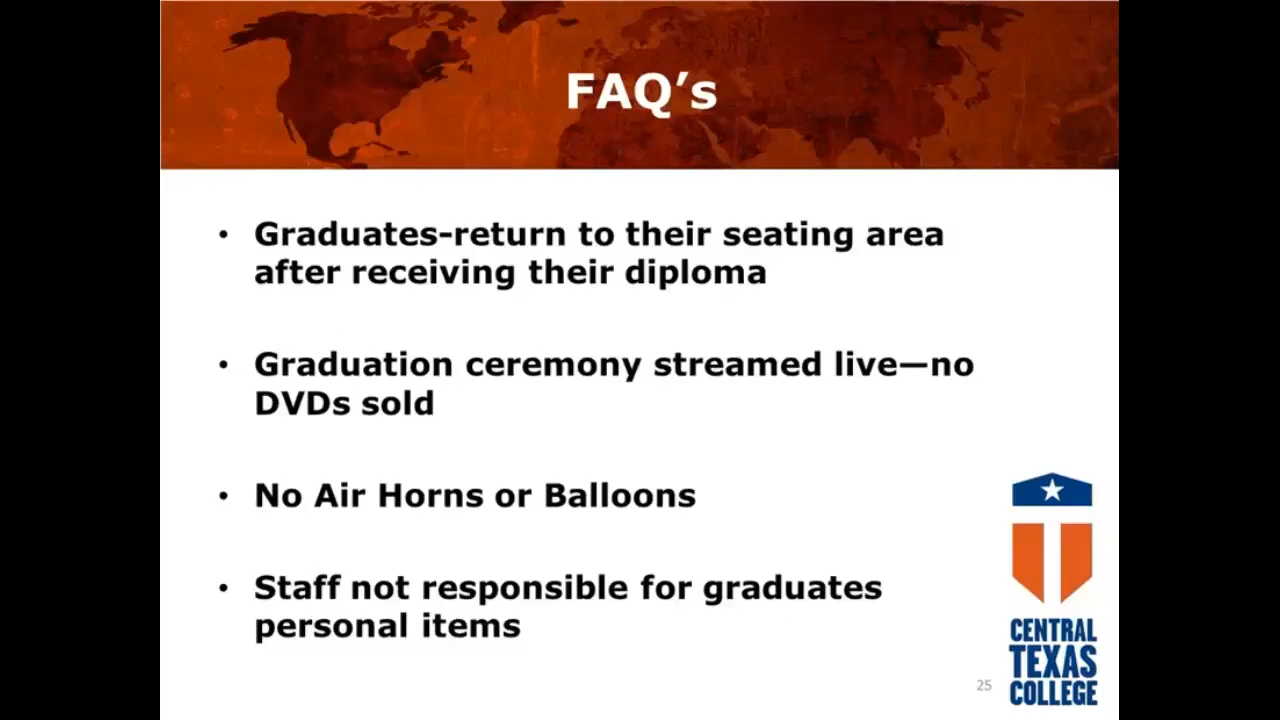 FAQ’s
• Graduates-return to their seating area
after receiving their diploma
• Graduation ceremony streamed live—no
DVDs sold
• No Air Horns or Balloons
• Staff not responsible for graduates
personal items
CENTRAL
TEXAS
COLLEGE
25